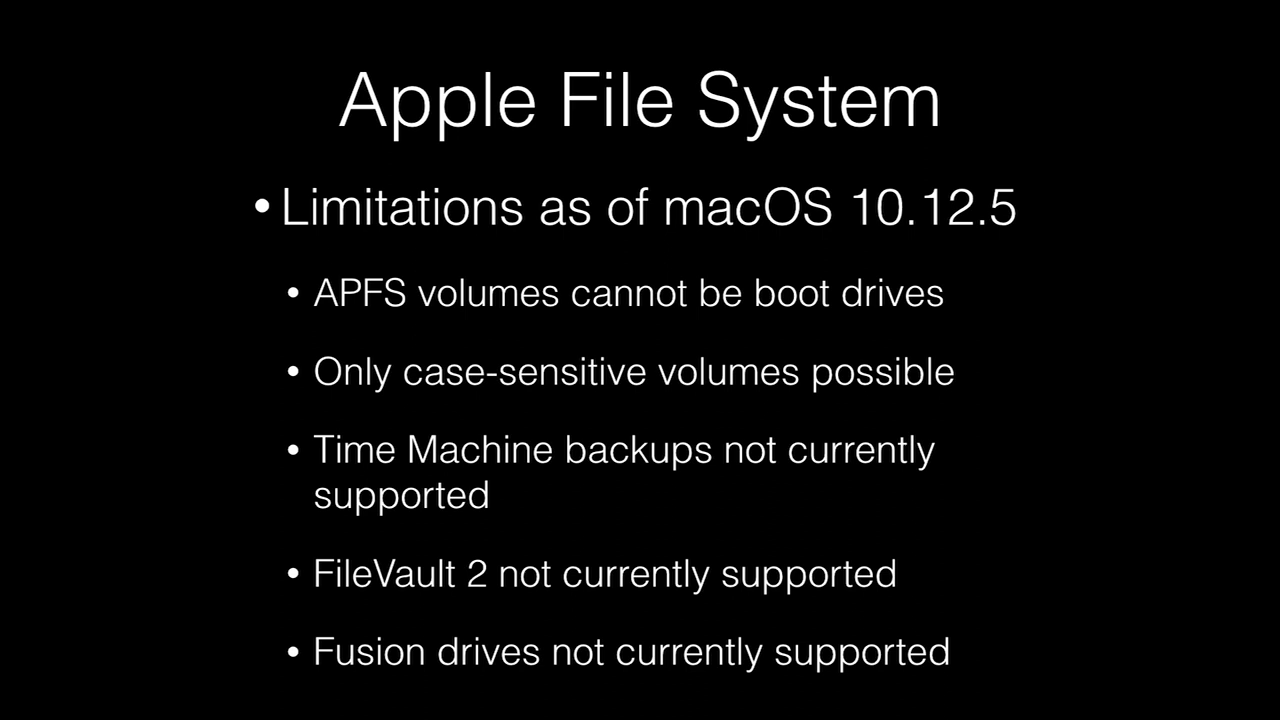 Apple File System
• Limitations as of macOS 10.12.5
• APFS volumes cannot be boot drives
• Only case-sensitive volumes possible
• Time Machine backups not currently
supported
• FileVault 2 not currently supported
• Fusion drives not currently supported